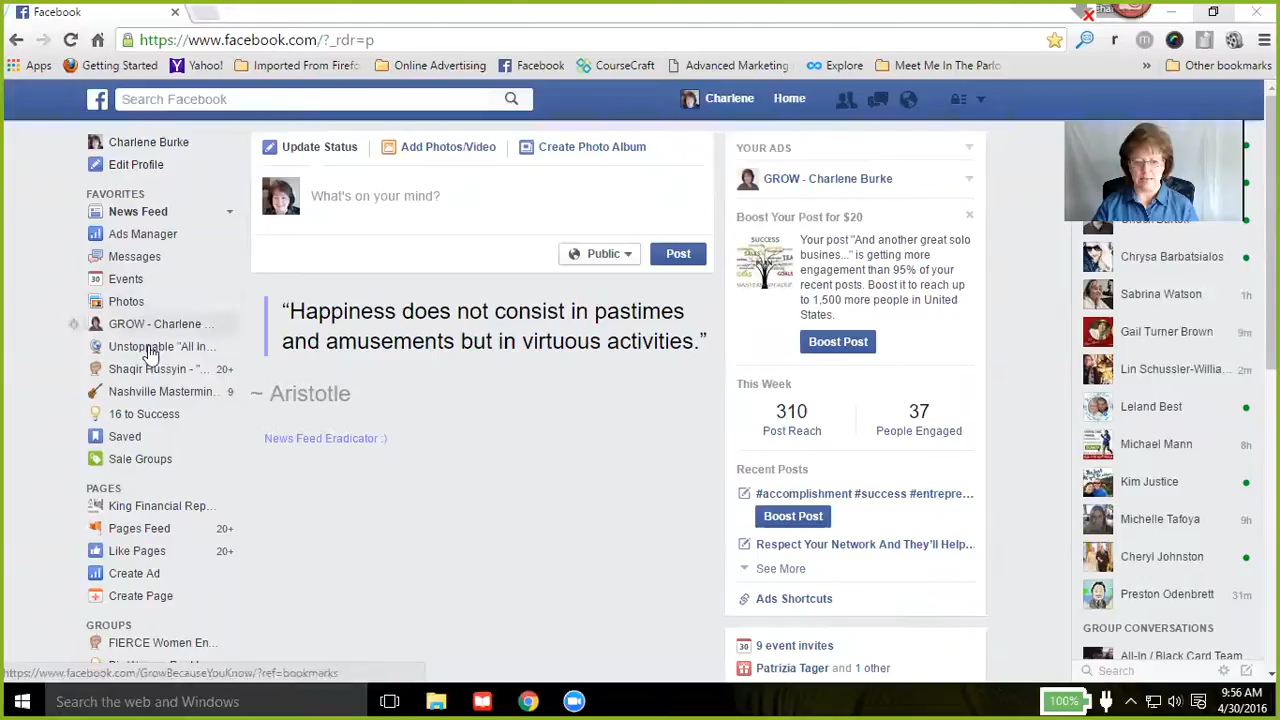 Facebook
https://www.facebook.com/?_rdr=p
Apps Getting Started Yahoo! Imported From Firef Online Advertising Facebook CourseCraft Advanced Marketing Explore Meet Me In The Parlo » Other bookmarks
Search Facebook
Charlene Home
Charlene Burke
Edit Profile
FAVORITES
News Feed
Ads Manager
Messages
Events
Photos
GROW - Charlene ...
Unstoppable "All In...
Shaqir Hussyin - "... 20+
Nashville Mastermin... 9
16 to Success
Saved
Sale Groups
PAGES
King Financial Rep...
Pages Feed 20+
Like Pages 20+
Create Ad
Create Page
GROUPS
FIERCE Women En...
https://www.facebook.com/GrowBecauseYouKnow/?ref=bookmarks
Update Status Add Photos/Video Create Photo Album
What's on your mind?
Public Post
“Happiness does not consist in pastimes
and amusements but in virtuous activities.”
~ Aristotle
News Feed Eradicator :)
YOUR ADS
GROW - Charlene Burke
Boost Your Post for $20
SUCCESS
PLAN
Your post "And another great solo
busines..." is getting more
engagement than 95% of your
recent posts. Boost it to reach up
to 1,500 more people in United
States.
Boost Post
This Week
310 37
Post Reach People Engaged
Recent Posts
#accomplishment #success #entrepre...
Boost Post
Respect Your Network And They'll Help...
See More
Ads Shortcuts
30 9 event invites
Patrizia Tager and 1 other
Chrysa Barbatsialos
Sabrina Watson 1h
Gail Turner Brown 9m
Lin Schussler-Willia... 2m
Leland Best
Michael Mann 8h
Kim Justice
Michelle Tafoya 9h
Cheryl Johnston
Preston Odenbrett 31m
GROUP CONVERSATIONS
All-In / Black Card Team
Search
Search the web and Windows
100%
9:56 AM
4/30/2016